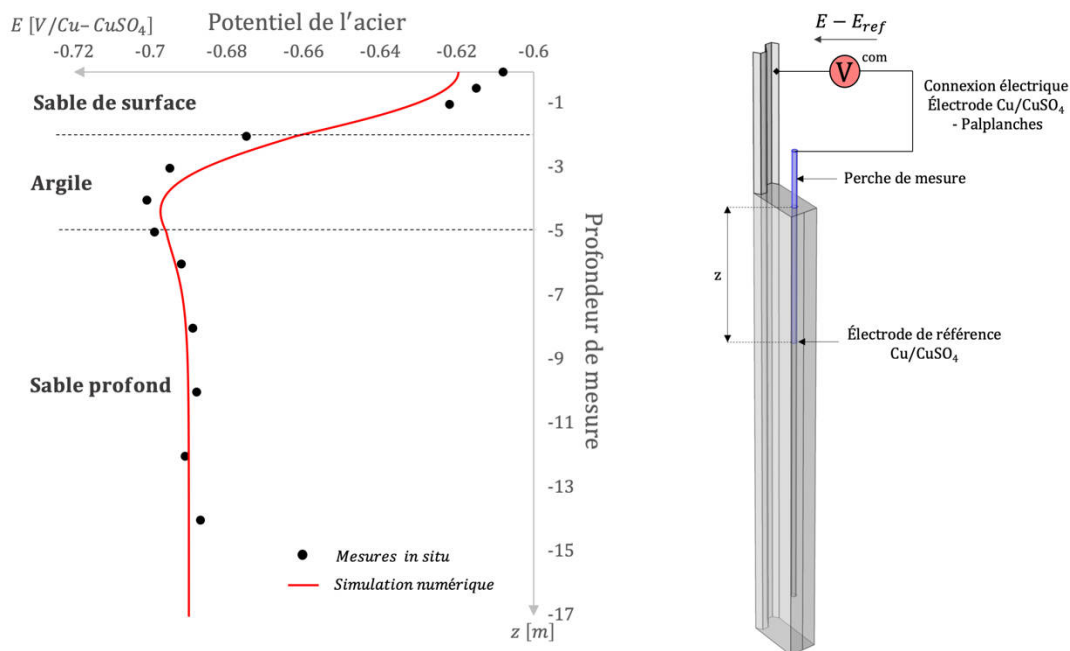 E [V/Cu– CuSO₄]
Potentiel de l'acier
-0.72 -0.7 -0.68 -0.66 -0.64 -0.62 -0.6
Sable de surface
Argile
Sable profond
-1
-3
-5
-7
-9
-11
-13
-15
-17
Profondeur de mesure
Mesures in situ
Simulation numérique
z [m]
E − E_ref
V
com
Connexion électrique
Électrode Cu/CuSO₄
- Palplanches
Perche de mesure
z
Électrode de référence
Cu/CuSO₄